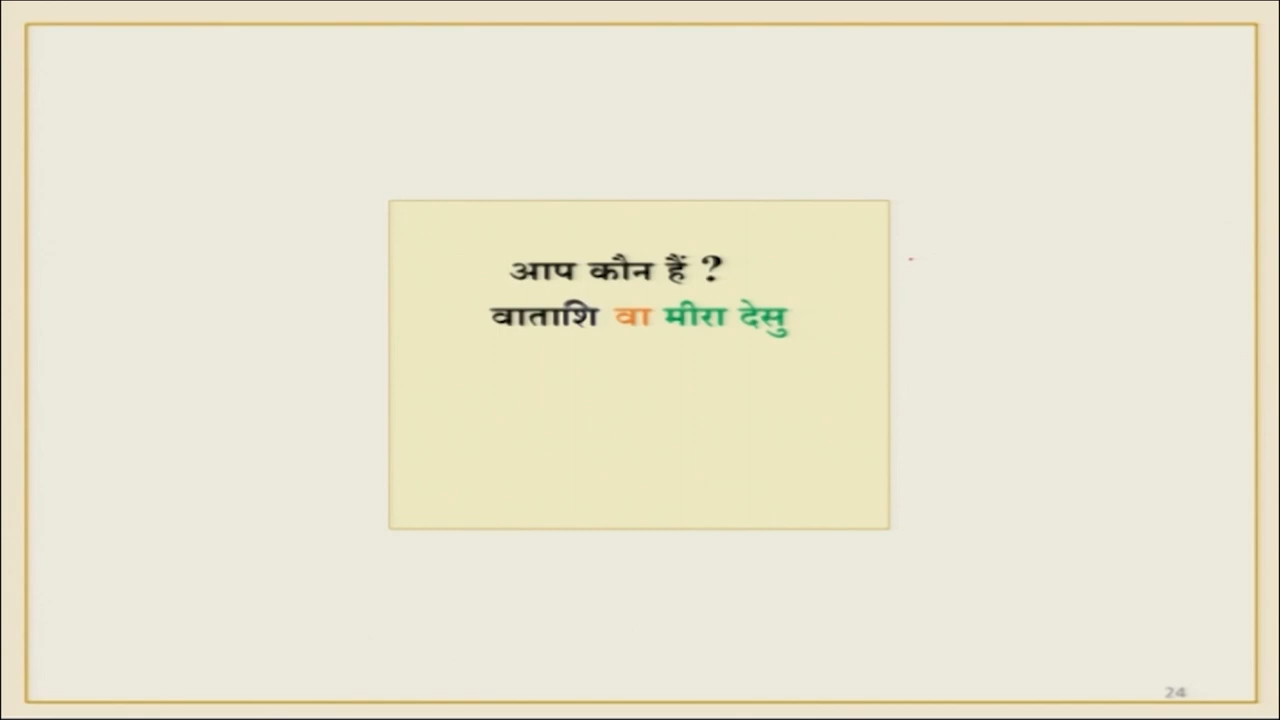 आप कौन हैं ?
वाताशि वा मीरा देसु
24